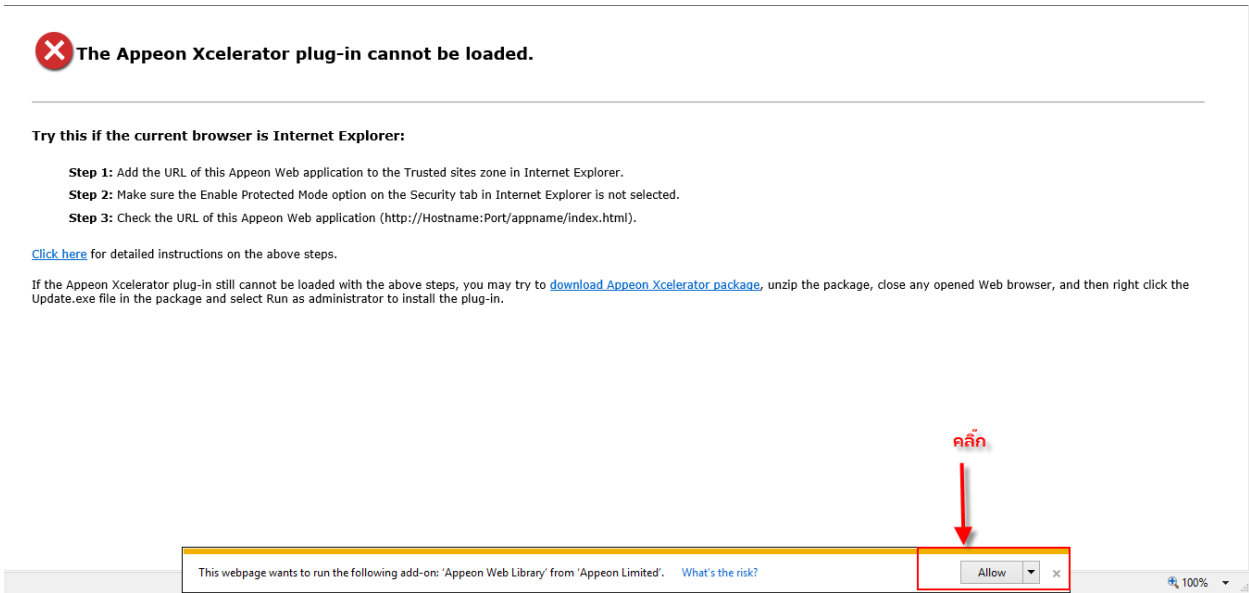 The Appeon Xcelerator plug-in cannot be loaded.
Try this if the current browser is Internet Explorer:
Step 1: Add the URL of this Appeon Web application to the Trusted sites zone in Internet Explorer.
Step 2: Make sure the Enable Protected Mode option on the Security tab in Internet Explorer is not selected.
Step 3: Check the URL of this Appeon Web application (http://Hostname:Port/appname/index.html).
Click here for detailed instructions on the above steps.
If the Appeon Xcelerator plug-in still cannot be loaded with the above steps, you may try to download Appeon Xcelerator package, unzip the package, close any opened Web browser, and then right click the
Update.exe file in the package and select Run as administrator to install the plug-in.
คลิ๊ก
This webpage wants to run the following add-on: 'Appeon Web Library' from 'Appeon Limited'. What's the risk? Allow
100%